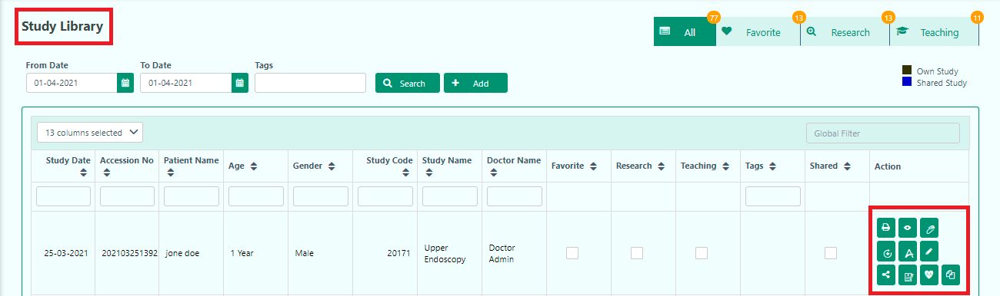 Study Library
77
13
13
11
All
Favorite
Research
Teaching
From Date
To Date
Tags
01-04-2021
01-04-2021
Search
Add
Own Study
Shared Study
13 columns selected
Global Filter
Study Date
Accession No
Patient Name
Age
Gender
Study Code
Study Name
Doctor Name
Favorite
Research
Teaching
Tags
Shared
Action
25-03-2021
202103251392
jone doe
1 Year
Male
20171
Upper
Endoscopy
Doctor
Admin